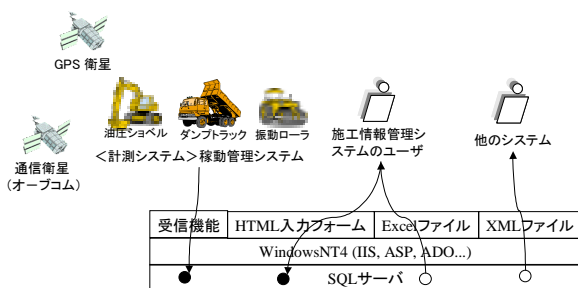 GPS 衛星
油圧ショベル
ダンプトラック
振動ローラ
<計測システム>稼動管理システム
通信衛星
(オーブコム)
施工情報管理シ
ステムのユーザ
他のシステム
受信機能
HTML入力フォーム
Excelファイル
XMLファイル
WindowsNT4 (IIS, ASP, ADO...)
SQLサーバ